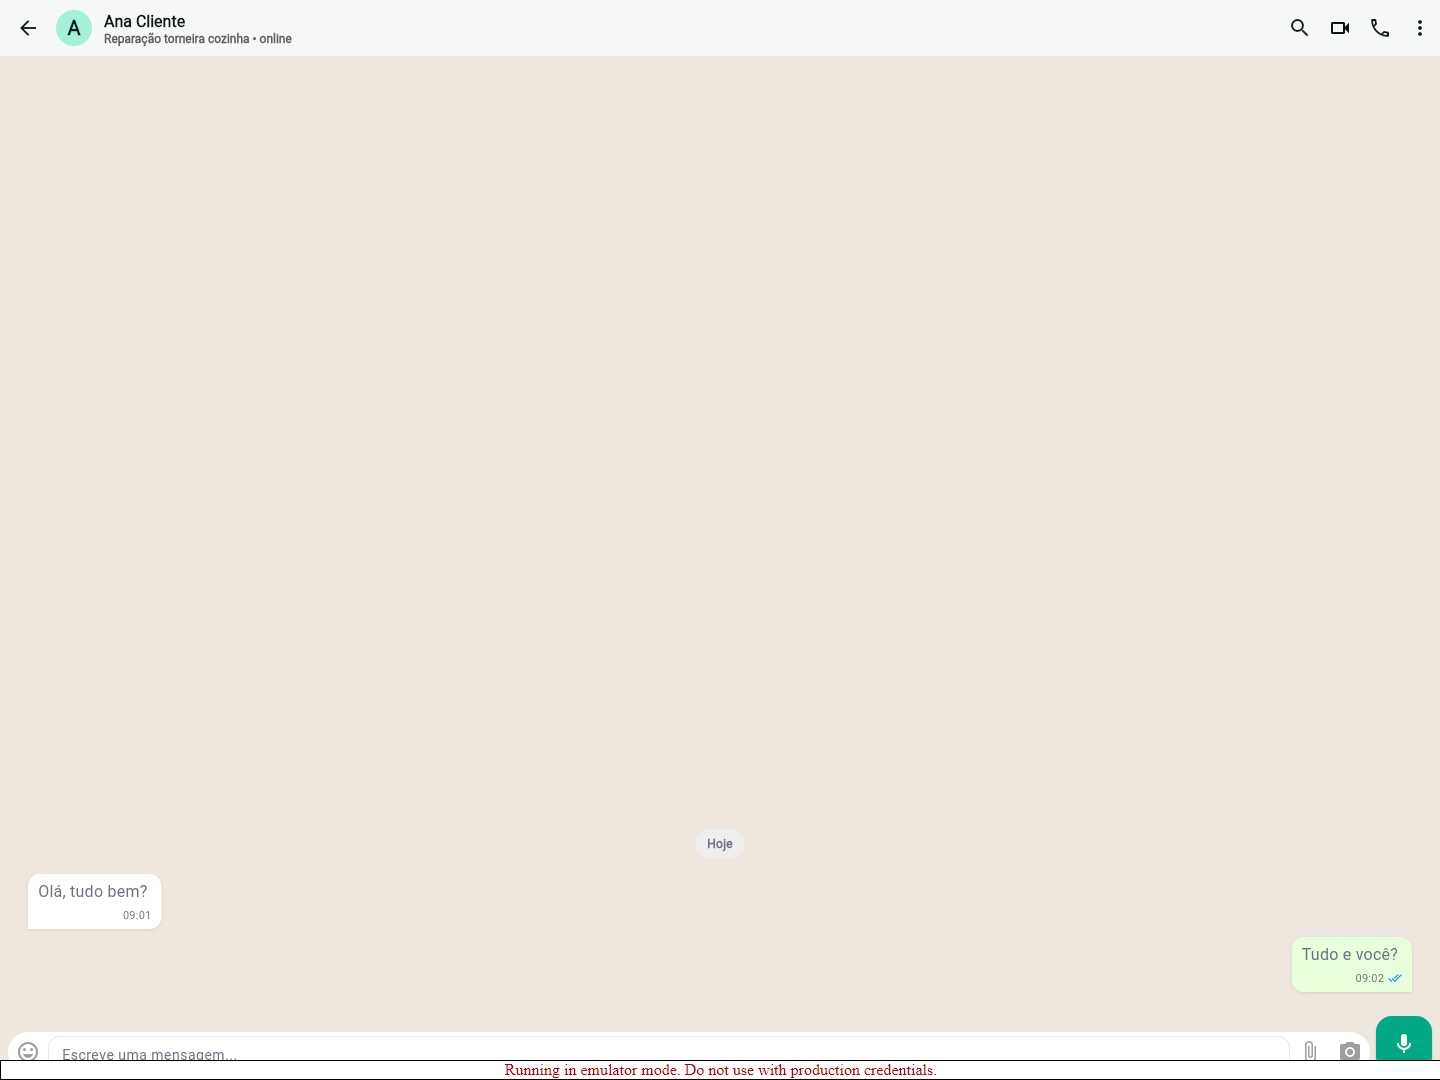 A
Ana Cliente
Reparação torneira cozinha • online
Hoje
Olá, tudo bem?
09:01
Tudo e você?
09:02
Escreve uma mensagem...
Running in emulator mode. Do not use with production credentials.